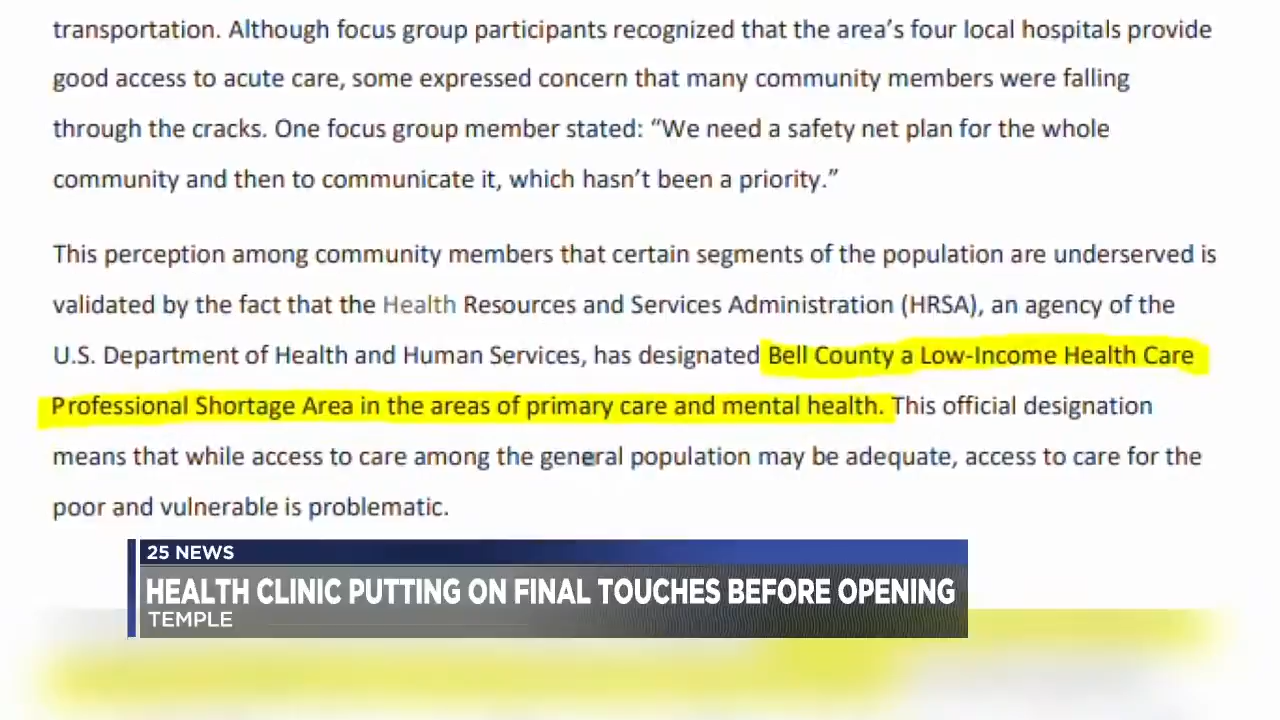 transportation. Although focus group participants recognized that the area’s four local hospitals provide
good access to acute care, some expressed concern that many community members were falling
through the cracks. One focus group member stated: “We need a safety net plan for the whole
community and then to communicate it, which hasn’t been a priority.”
This perception among community members that certain segments of the population are underserved is
validated by the fact that the Health Resources and Services Administration (HRSA), an agency of the
U.S. Department of Health and Human Services, has designated Bell County a Low-Income Health Care
Professional Shortage Area in the areas of primary care and mental health. This official designation
means that while access to care among the general population may be adequate, access to care for the
poor and vulnerable is problematic.
25 NEWS
HEALTH CLINIC PUTTING ON FINAL TOUCHES BEFORE OPENING
TEMPLE